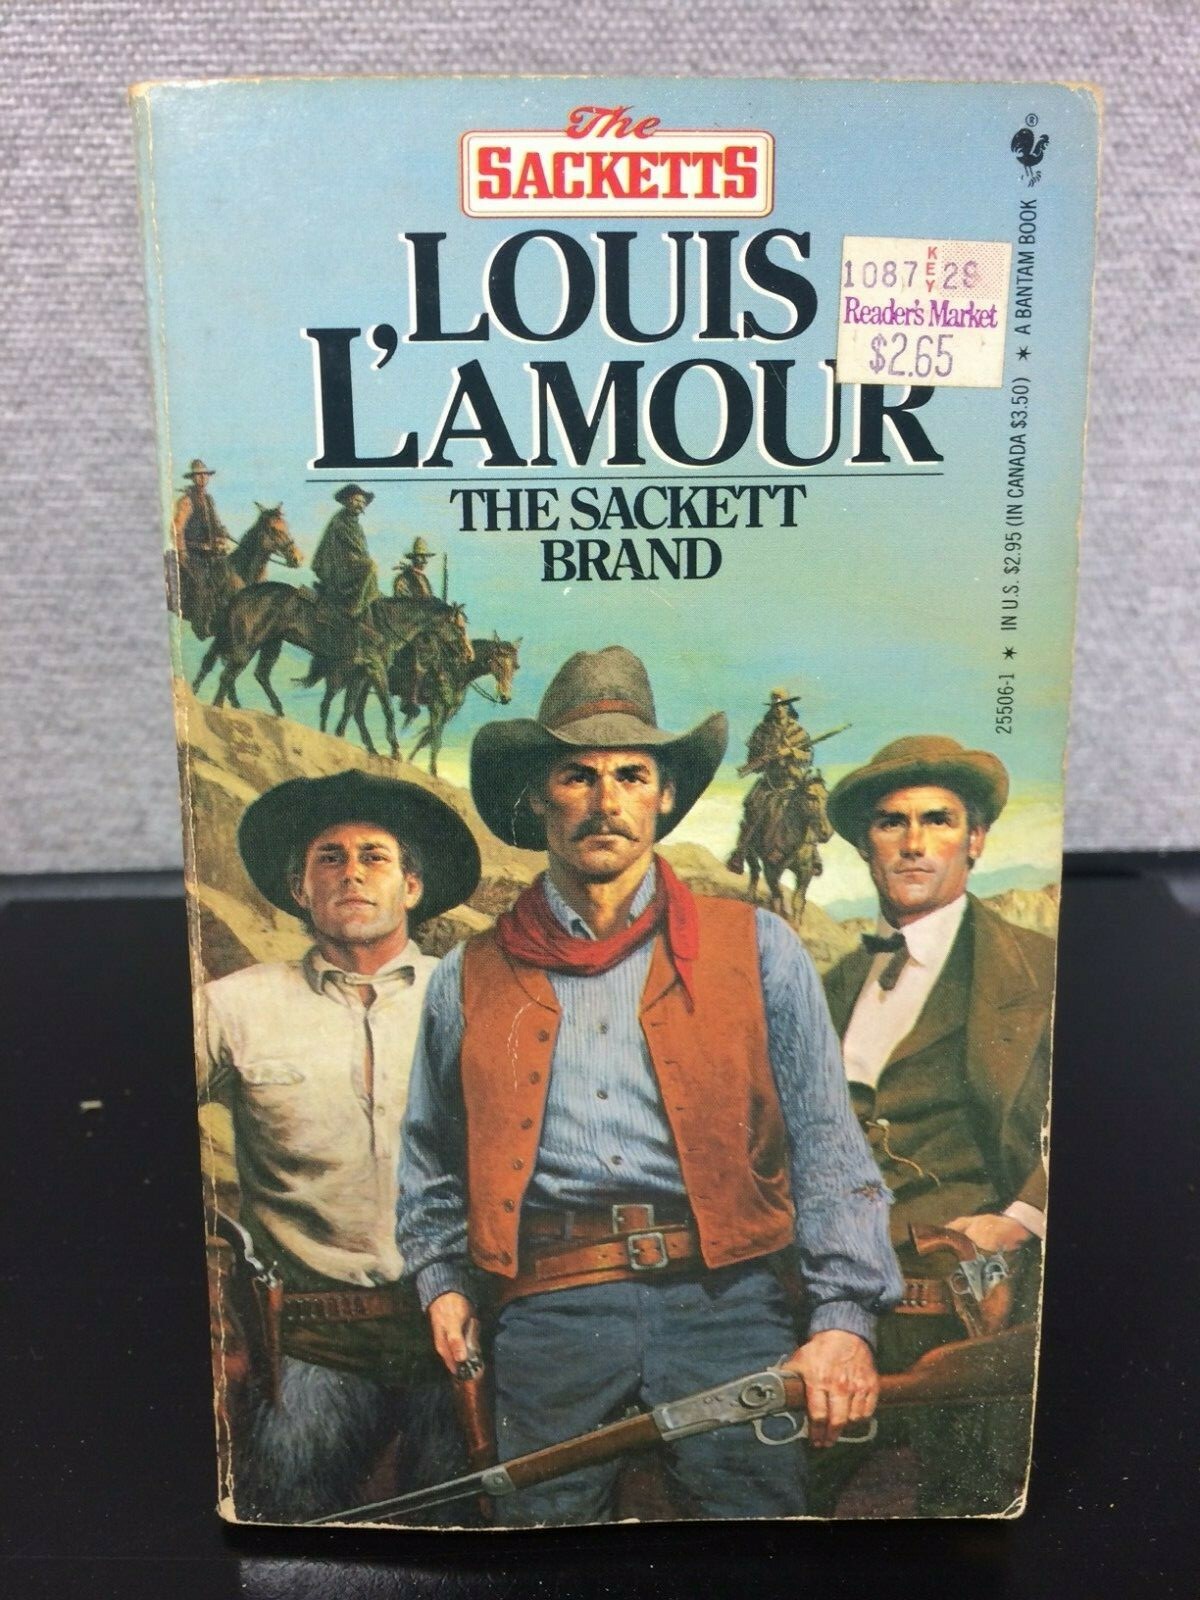 The
SACKETTS
LOUIS
L'AMOUR
THE SACKETT
BRAND
1087 KEY 28
Reader's Market
$2.65
25506-1 * IN U.S. $2.95 (IN CANADA $3.50) * A BANTAM BOOK
®